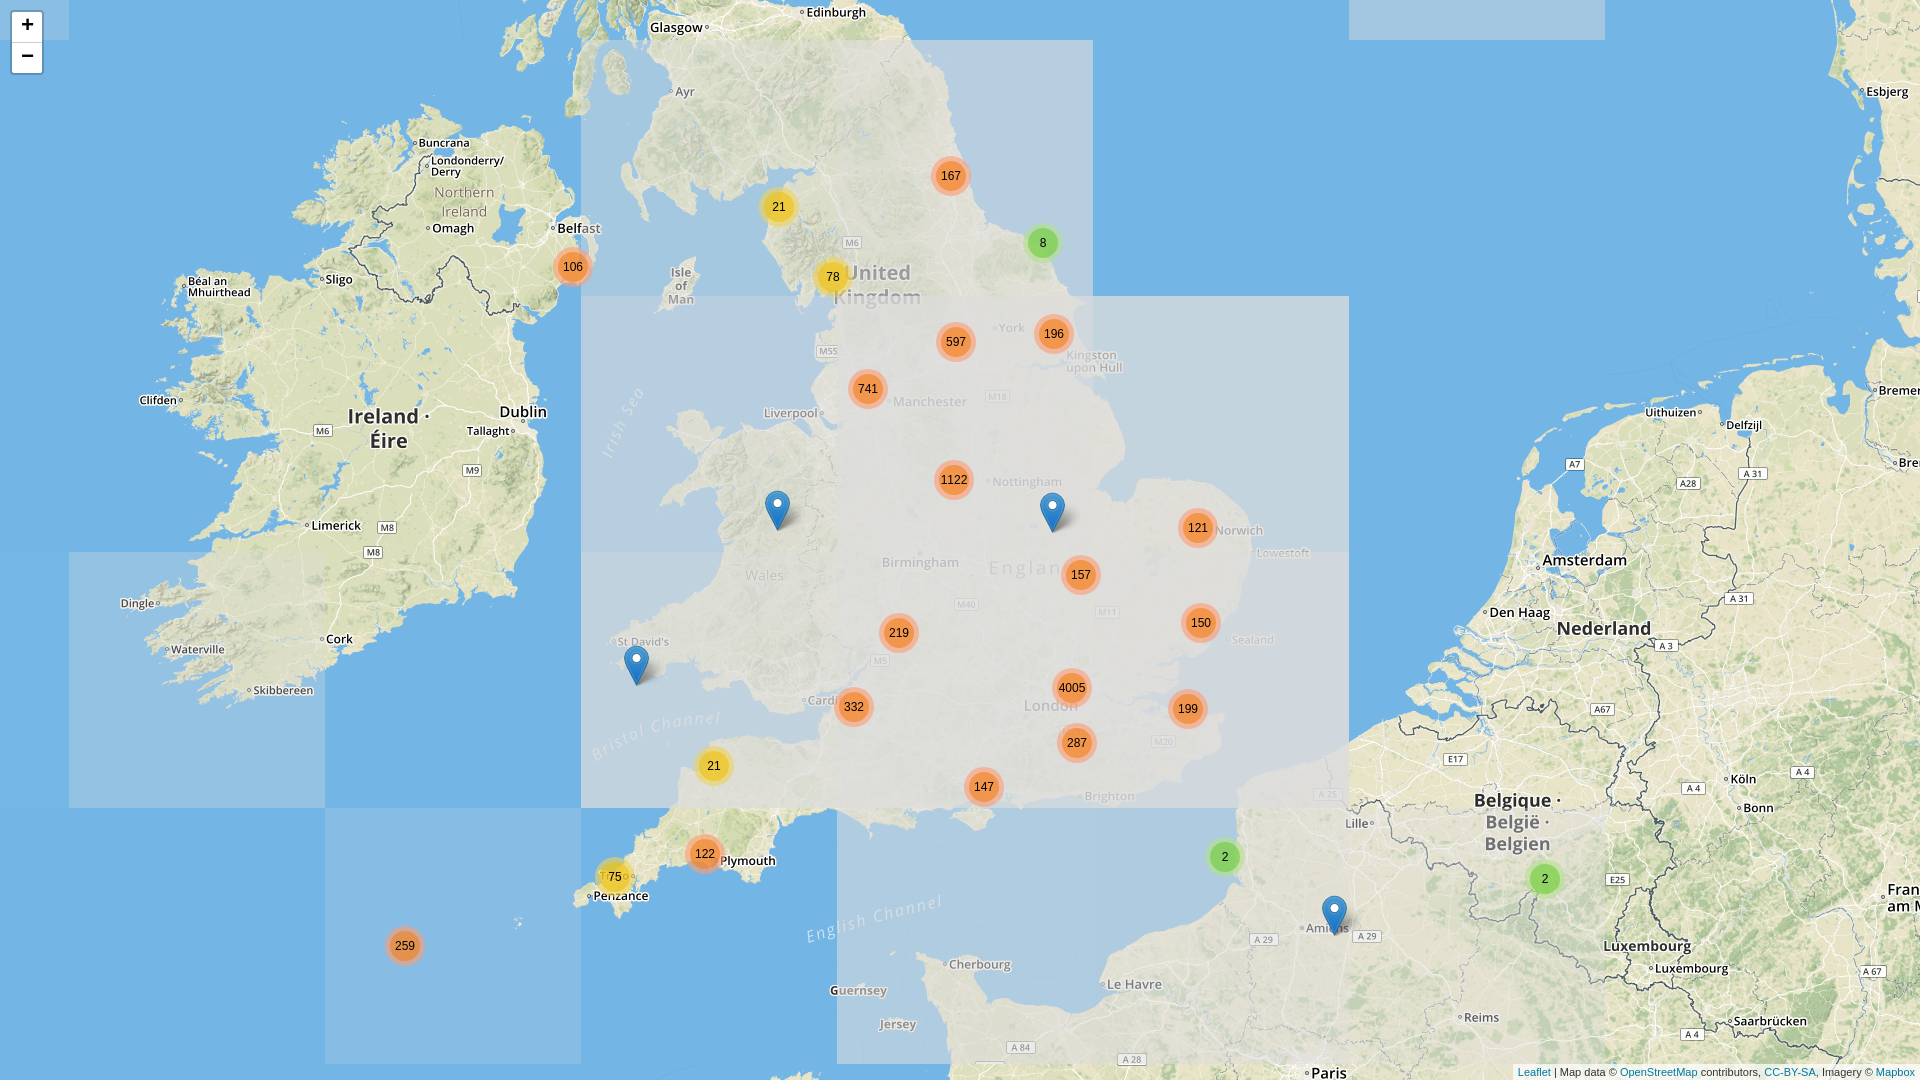 +
−
Glasgow
Edinburgh
Ayr
Esbjerg
Buncrana
Londonderry/
Derry
Northern
Ireland
Omagh
Belfast
167
21
8
M6
106
78
United
Kingdom
Isle
of
Man
Sligo
Béal an
Mhuirthead
597
York
196
M55
Kingston
upon Hull
741
Manchester
M18
Liverpool
Irish Sea
Clifden
Ireland ·
Éire
Dublin
Tallaght
M6
M9
Uithuizen
Delfzijl
A7
A 31
A28
1122
Nottingham
Limerick
M8
M8
121
Norwich
Lowestoft
Birmingham
Wales
157
M40
M11
Amsterdam
A 31
Den Haag
Nederland
A 3
Dingle
Cork
Waterville
Skibbereen
St David's
219
M5
150
Sealand
4005
London
199
332
287
M20
Bristol Channel
A67
E17
21
147
Brighton
A 25
Köln
A 4
A 4
Bonn
Belgique ·
België ·
Belgien
Lille
122
Plymouth
75
Penzance
2
2
E25
259
English Channel
Amiens
A 29
A 29
Luxembourg
Luxembourg
A 67
Cherbourg
Le Havre
Guernsey
Jersey
Reims
Saarbrücken
A 4
A 84
A 28
Paris
Leaflet | Map data © OpenStreetMap contributors, CC-BY-SA, Imagery © Mapbox